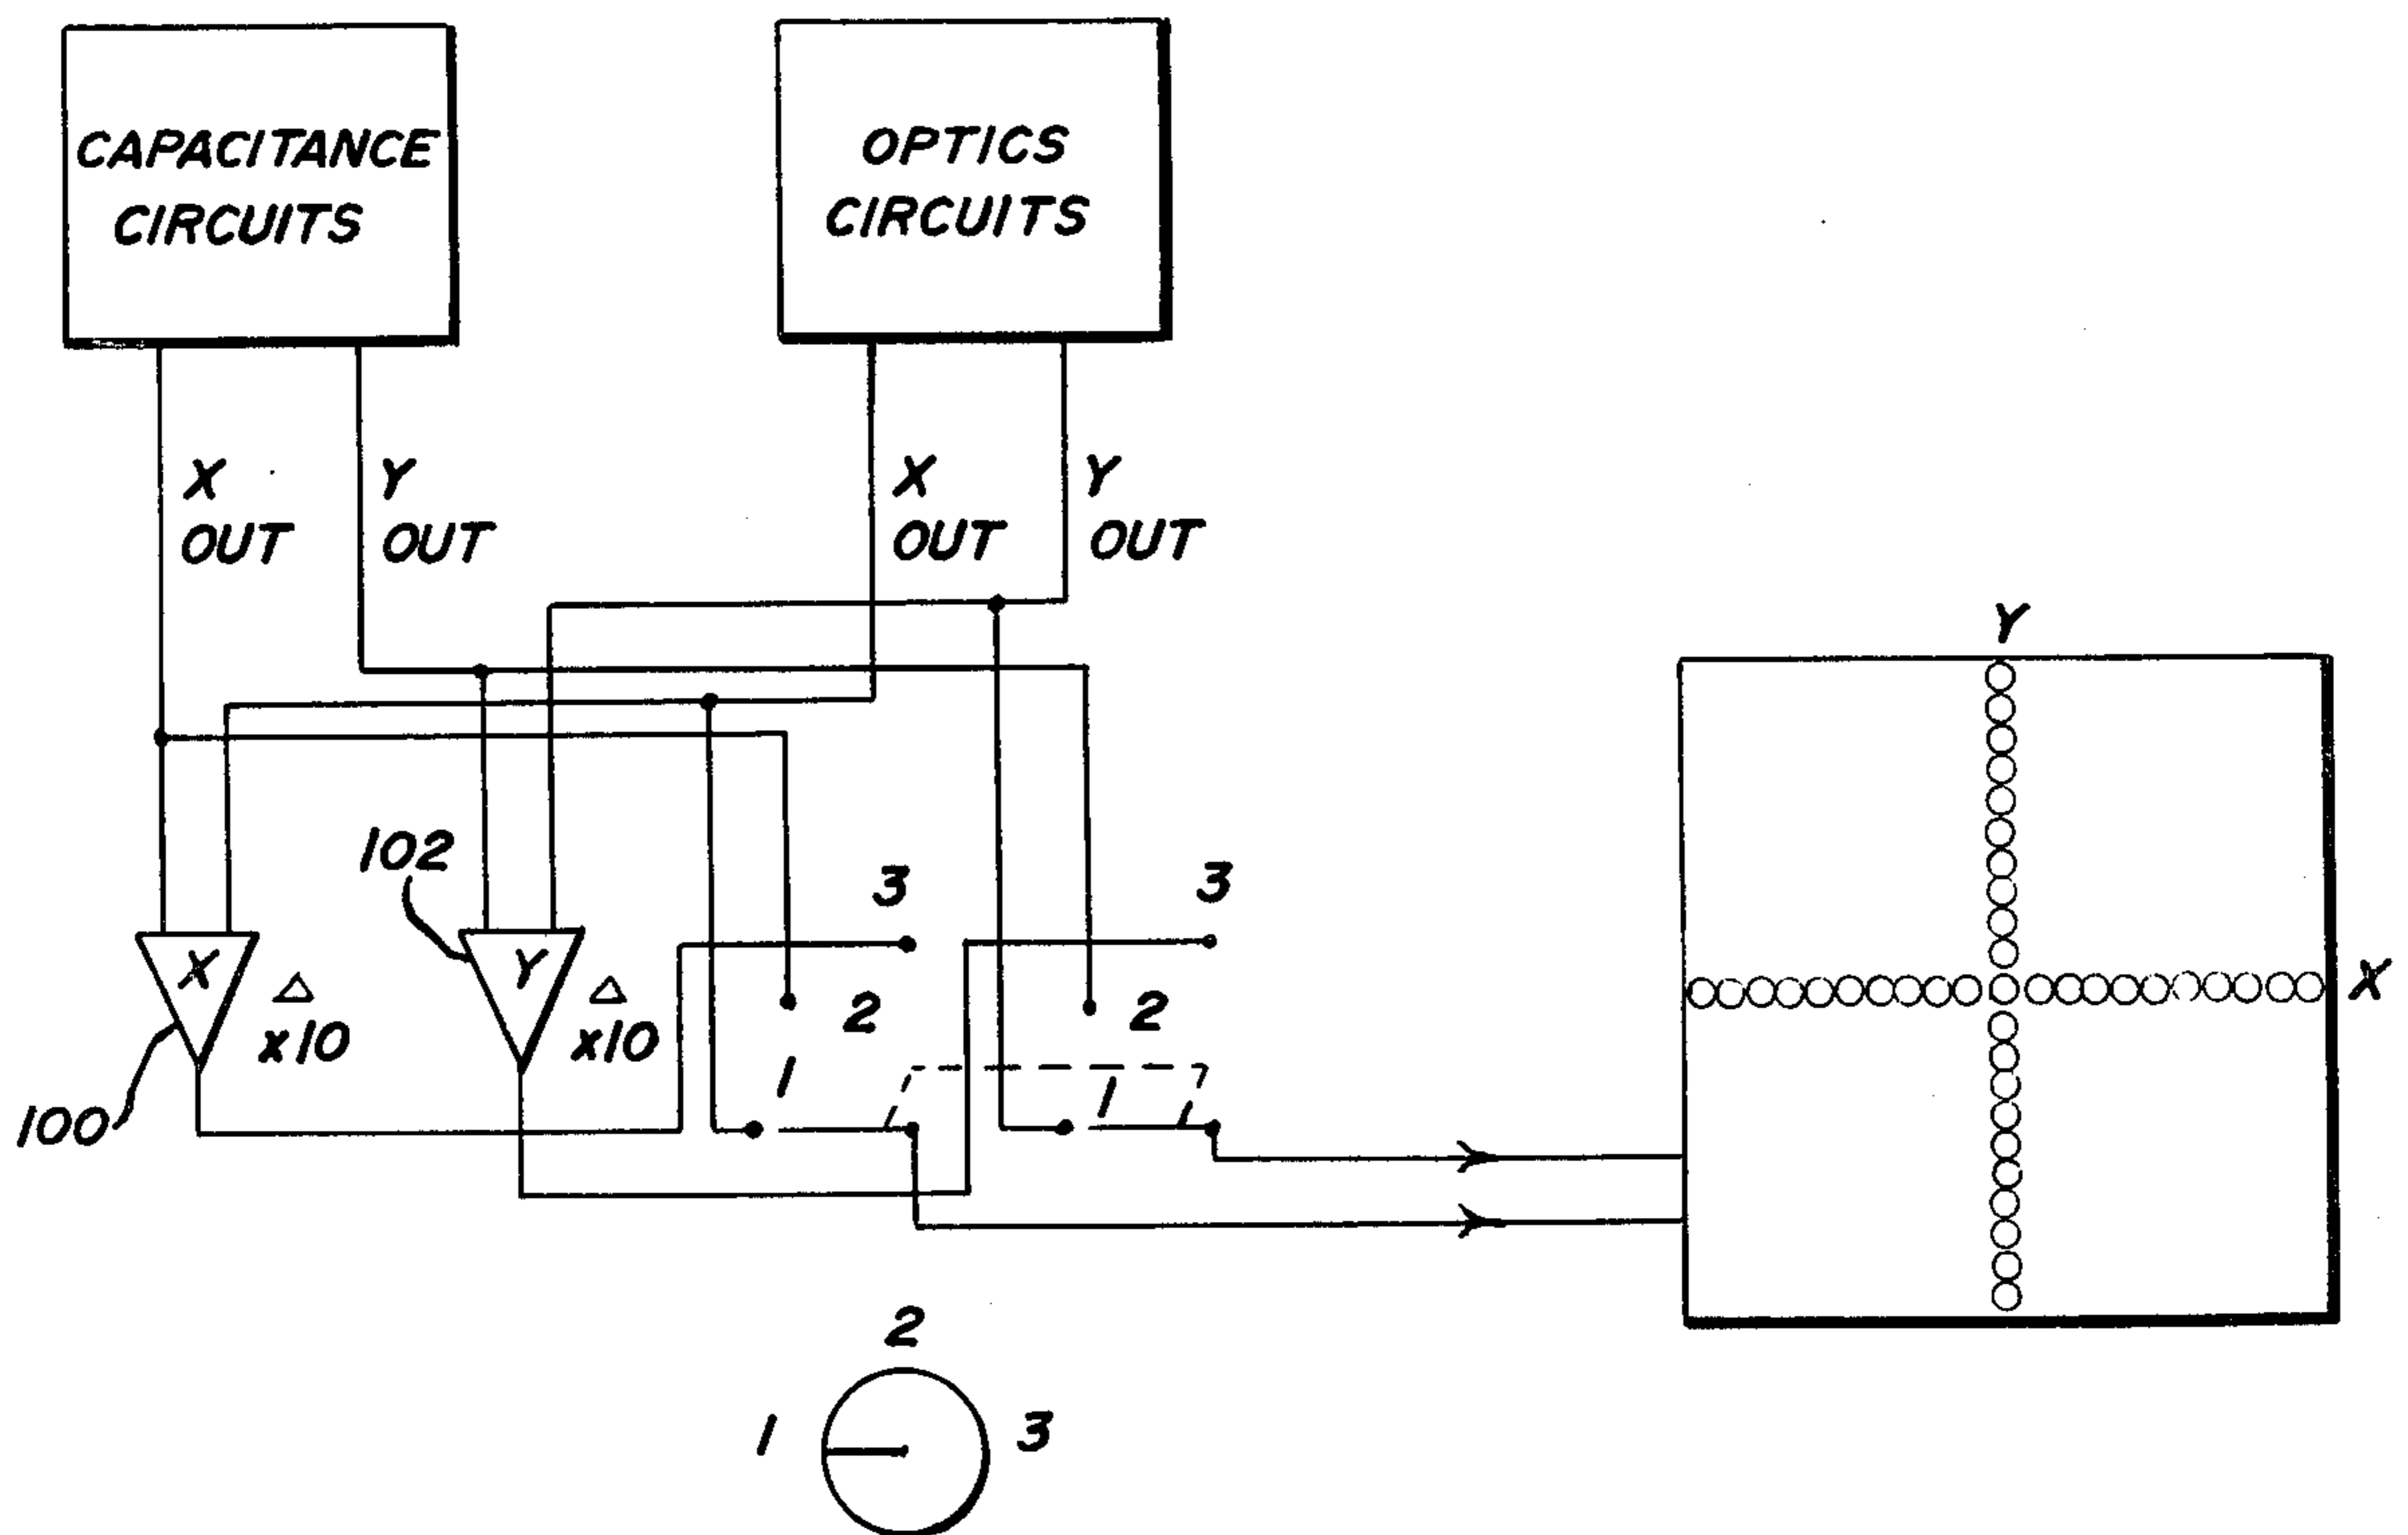 CAPACITANCE
CIRCUITS
OPTICS
CIRCUITS
X
OUT
Y
OUT
X
OUT
Y
OUT
Y
X
102
3
3
X
Δ
x10
Y
Δ
x10
2
2
1
1
100
2
1
3